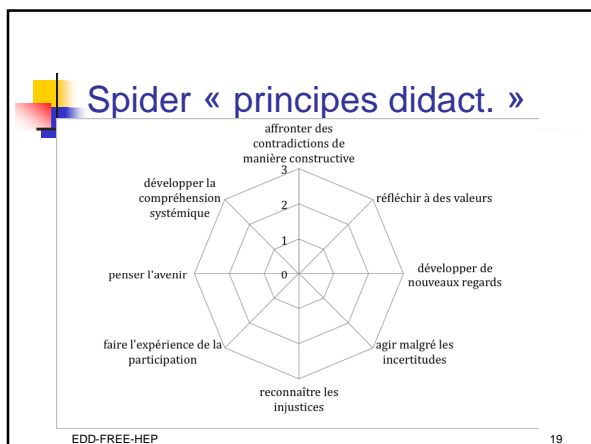 Spider « principes didact. »
affronter des
contradictions de
manière constructive
développer la
compréhension
systémique
réfléchir à des valeurs
penser l'avenir
développer de
nouveaux regards
faire l'expérience de la
participation
agir malgré les
incertitudes
reconnaître les
injustices
3
2
1
0
EDD-FREE-HEP
19